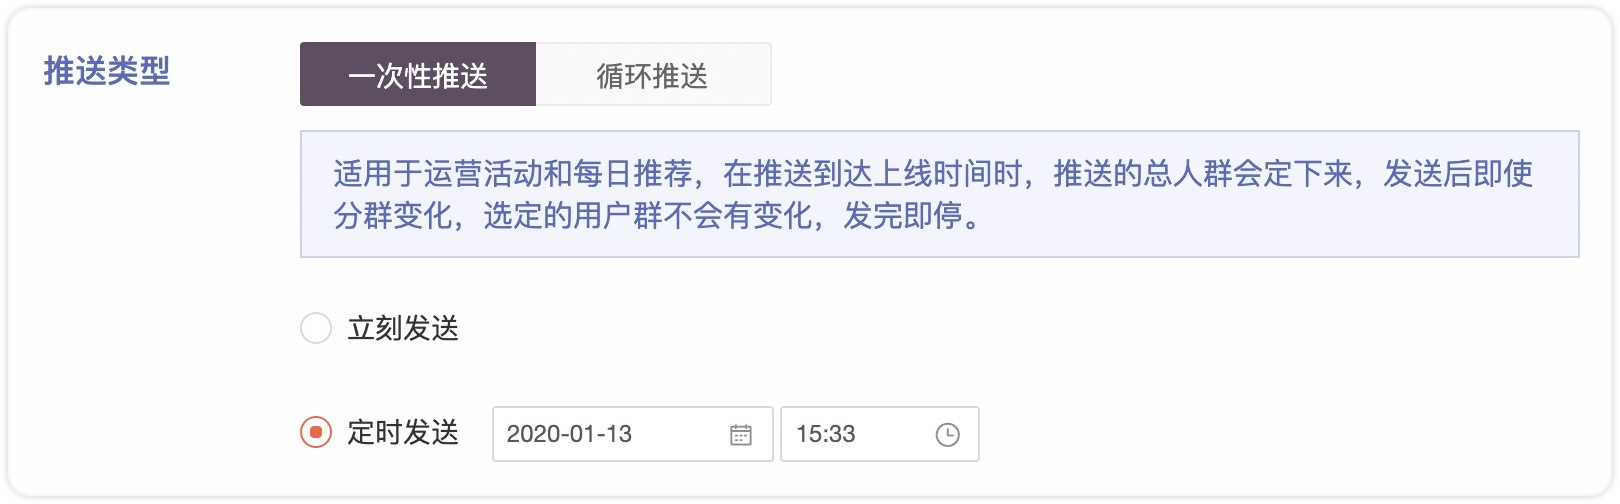 推送类型
一次性推送
循环推送
适用于运营活动和每日推荐，在推送到达上线时间时，推送的总人群会定下来，发送后即使
分群变化，选定的用户群不会有变化，发完即停。
立刻发送
定时发送
2020-01-13
15:33